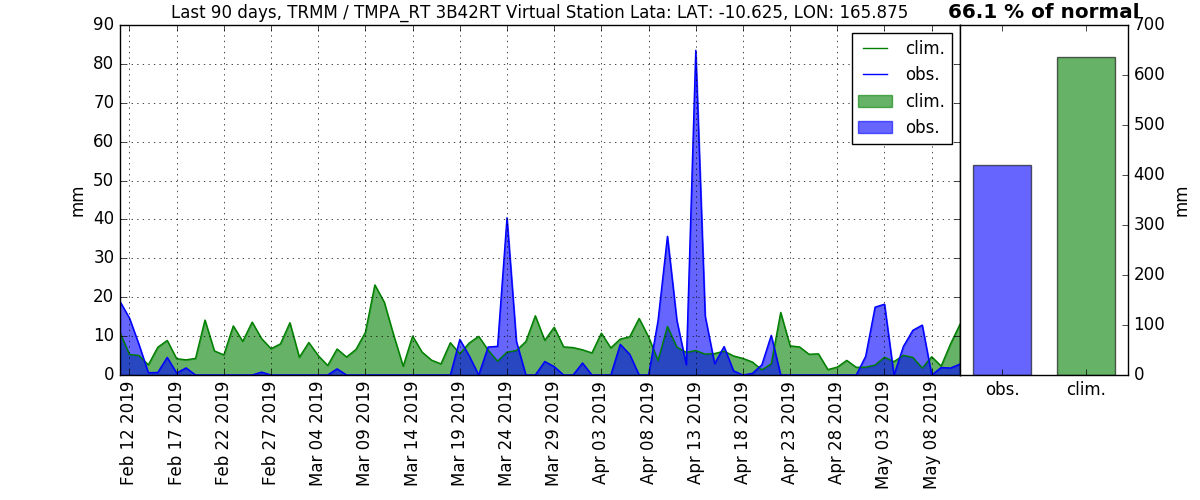 Last 90 days, TRMM / TMPA_RT 3B42RT Virtual Station Lata: LAT: -10.625, LON: 165.875
66.1 % of normal
90
80
70
60
50
40
30
20
10
0
mm
clim.
obs.
clim.
obs.
Feb 12 2019
Feb 17 2019
Feb 22 2019
Feb 27 2019
Mar 04 2019
Mar 09 2019
Mar 14 2019
Mar 19 2019
Mar 24 2019
Mar 29 2019
Apr 03 2019
Apr 08 2019
Apr 13 2019
Apr 18 2019
Apr 23 2019
Apr 28 2019
May 03 2019
May 08 2019
obs.
clim.
700
600
500
400
300
200
100
0
mm